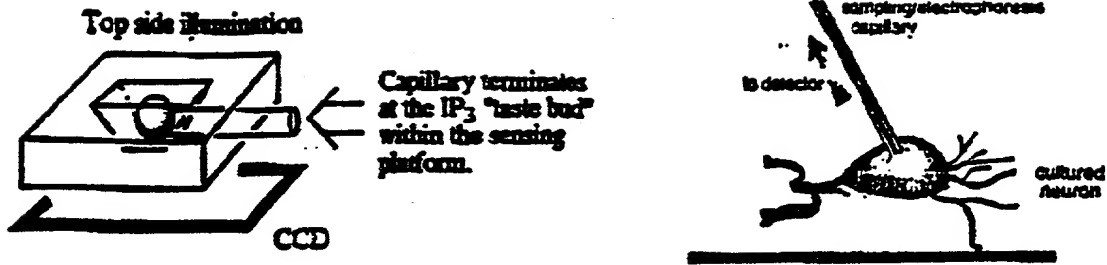 Top side illumination
Capillary terminates
at the IP₃ "taste bud"
within the sensing
platform.
CCD
sampling/electrophoresis
capillary
to detector
cultured
neuron